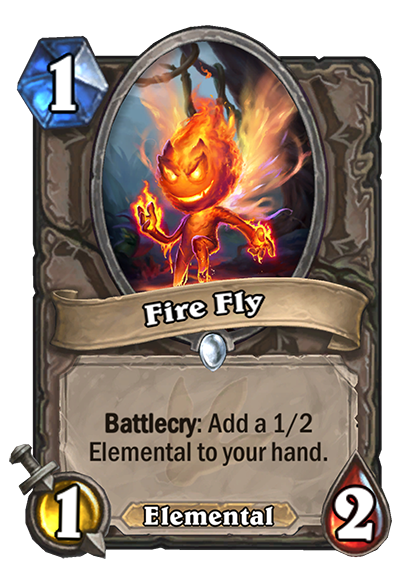 1
Fire Fly
Battlecry: Add a 1/2
Elemental to your hand.
1
Elemental
2